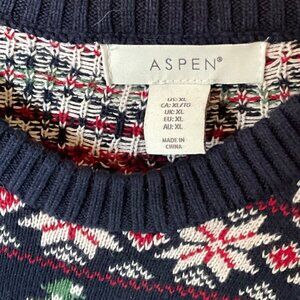 ASPEN®
US: XL
CA: XL/TG
UK: XL
EU: XL
AU: XL
MADE IN
CHINA